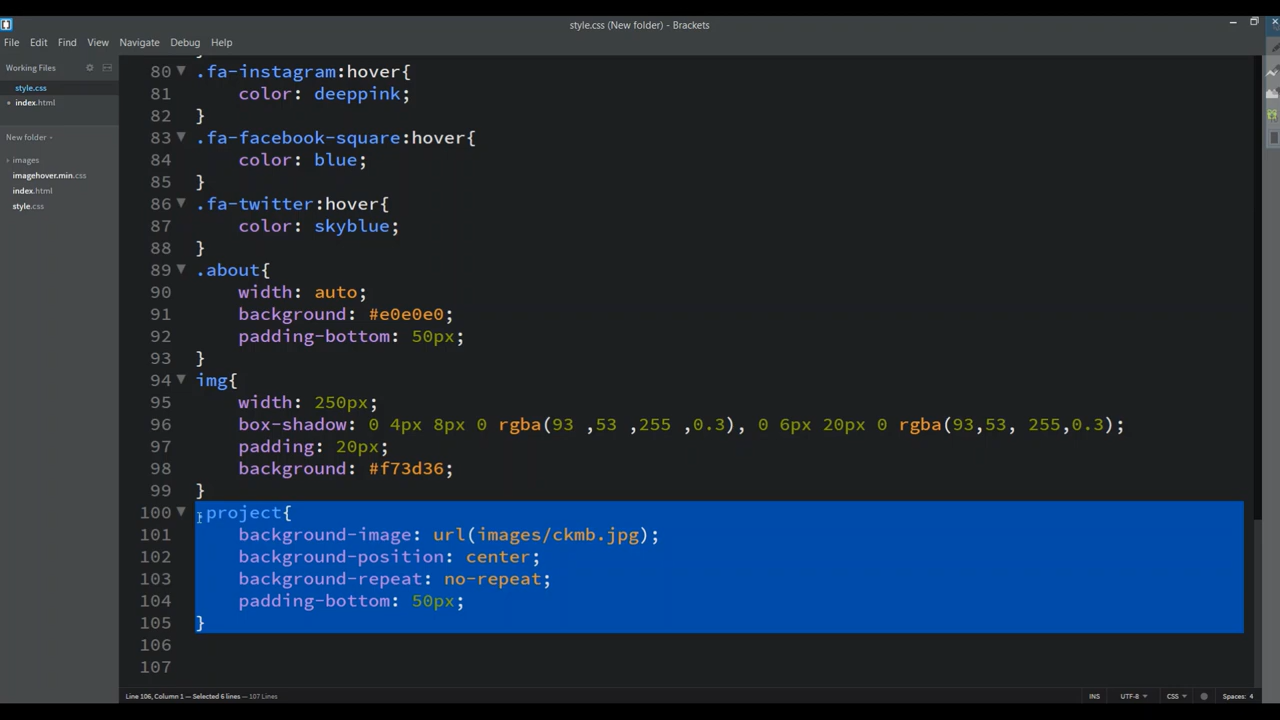 style.css (New folder) - Brackets
File Edit Find View Navigate Debug Help
Working Files
style.css
index.html
New folder
images
imagehover.min.css
index.html
style.css
80 .fa-instagram:hover{
81 color: deeppink;
82 }
83 .fa-facebook-square:hover{
84 color: blue;
85 }
86 .fa-twitter:hover{
87 color: skyblue;
88 }
89 .about{
90 width: auto;
91 background: #e0e0e0;
92 padding-bottom: 50px;
93 }
94 img{
95 width: 250px;
96 box-shadow: 0 4px 8px 0 rgba(93 ,53 ,255 ,0.3), 0 6px 20px 0 rgba(93,53, 255,0.3);
97 padding: 20px;
98 background: #f73d36;
99 }
100 .project{
101 background-image: url(images/ckmb.jpg);
102 background-position: center;
103 background-repeat: no-repeat;
104 padding-bottom: 50px;
105 }
106
107
Line 106, Column 1 — Selected 6 lines — 107 Lines INS UTF-8 CSS Spaces: 4